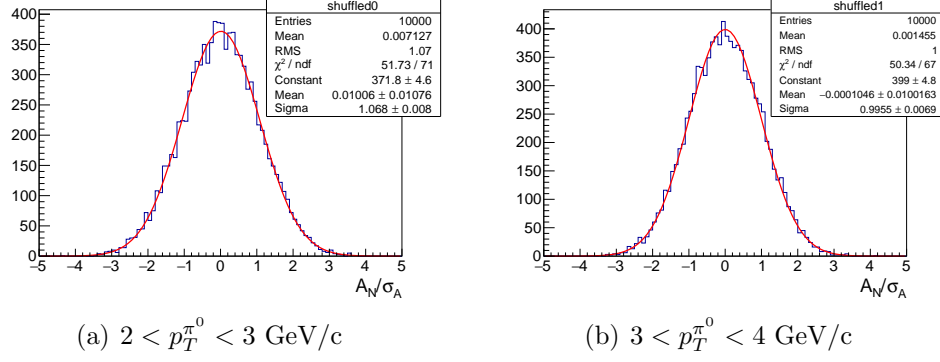 shuffled0
Entries 10000
Mean 0.007127
RMS 1.07
χ² / ndf 51.73 / 71
Constant 371.8 ± 4.6
Mean 0.01006 ± 0.01076
Sigma 1.068 ± 0.008
400
350
300
250
200
150
100
50
0
−5 −4 −3 −2 −1 0 1 2 3 4 5
A_N/σ_A
(a) 2 < p_T^{π^0} < 3 GeV/c
shuffled1
Entries 10000
Mean 0.001455
RMS 1
χ² / ndf 50.34 / 67
Constant 399 ± 4.8
Mean −0.0001046 ± 0.0100163
Sigma 0.9955 ± 0.0069
400
350
300
250
200
150
100
50
0
−5 −4 −3 −2 −1 0 1 2 3 4 5
A_N/σ_A
(b) 3 < p_T^{π^0} < 4 GeV/c